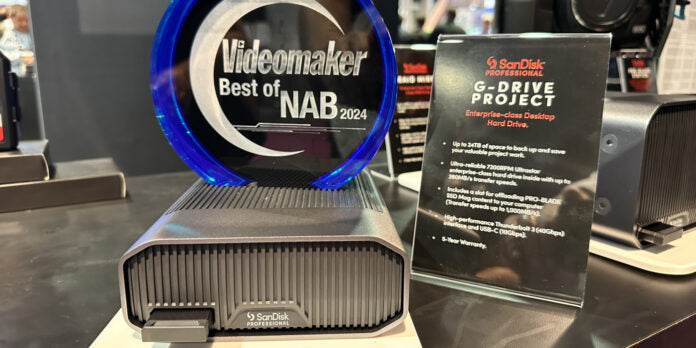 Videomaker
Best of
NAB 2024
SanDisk
PROFESSIONAL
SanDisk
PROFESSIONAL
G-DRIVE
PROJECT
Enterprise-class Desktop
Hard Drive.
Up to 24TB of space to back up and save
your valuable project work.
Ultra-reliable 7200RPM Ultrastar
enterprise-class hard drive inside with up to
260MB/s transfer speeds.
Includes a slot for offloading PRO-BLADE
SSD Mag content to your computer
(Transfer speeds up to 1,000MB/s).
High-performance Thunderbolt 3 (40Gbps)
interface and USB-C (10Gbps).
5-Year Warranty.